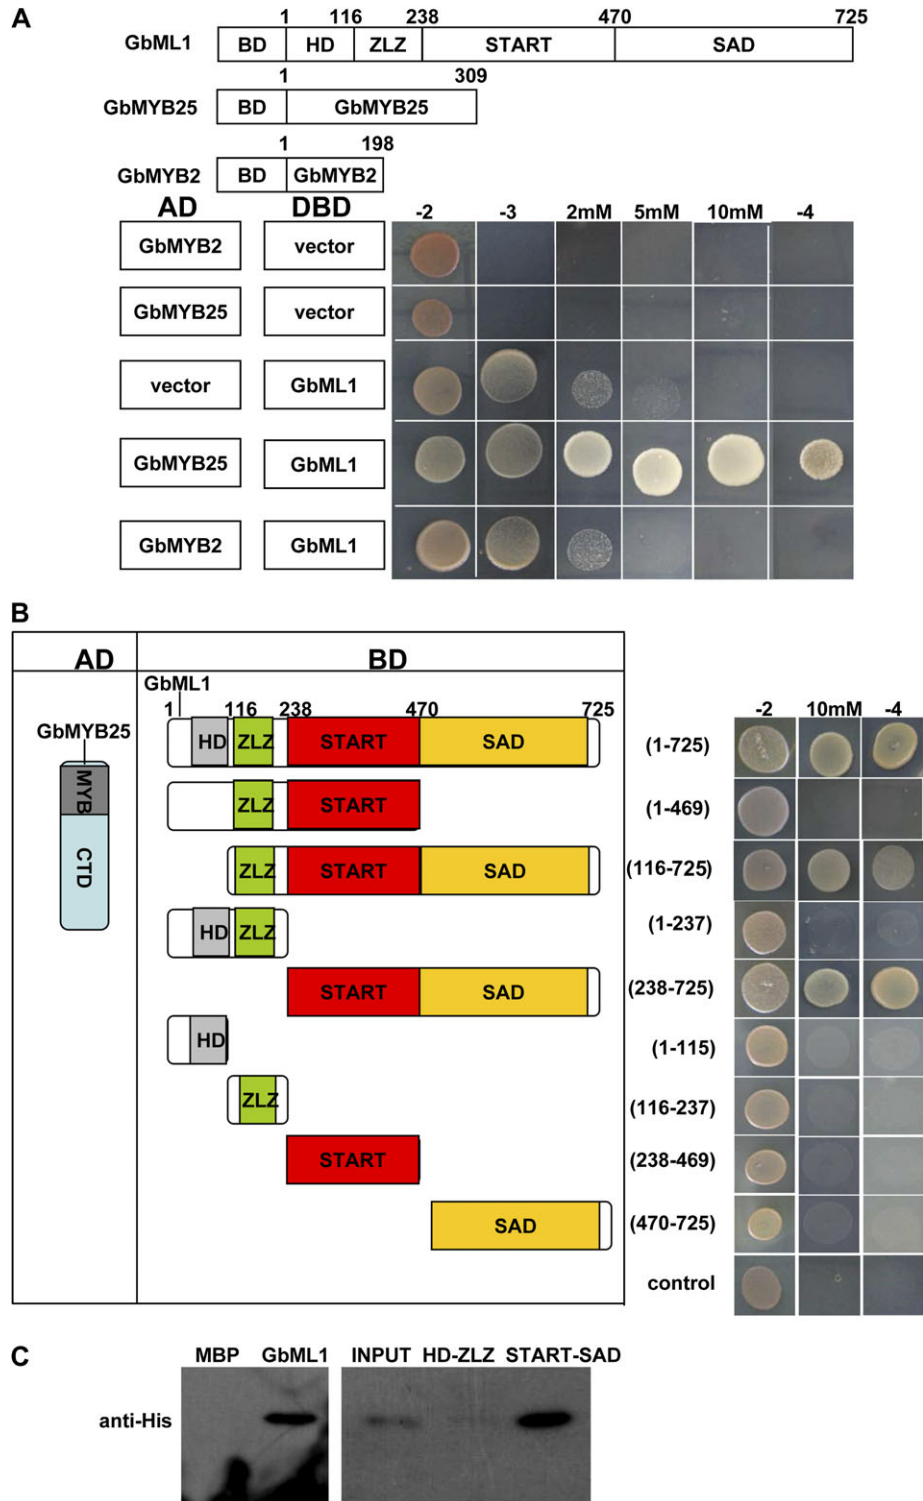 A
1 116 238 470 725
GbML1 BD HD ZLZ START SAD
1 309
GbMYB25 BD GbMYB25
1 198
GbMYB2 BD GbMYB2
AD DBD -2 -3 2mM 5mM 10mM -4
GbMYB2 vector
GbMYB25 vector
vector GbML1
GbMYB25 GbML1
GbMYB2 GbML1
B
AD BD
GbML1
1 116 238 470 725
-2 10mM -4
GbMYB25
MYB
CTD
HD ZLZ START SAD (1-725)
ZLZ START (1-469)
ZLZ START SAD (116-725)
HD ZLZ (1-237)
START SAD (238-725)
HD (1-115)
ZLZ (116-237)
START (238-469)
SAD (470-725)
control
C
MBP GbML1 INPUT HD-ZLZ START-SAD
anti-His